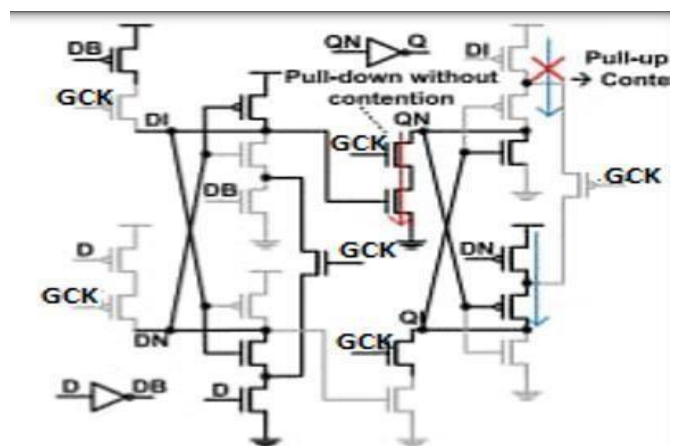 DB
QN
Q
DI
Pull-up
→ Conte
Pull-down without
contention
GCK
DI
QN
GCK
GCK
DB
D
GCK
DN
GCK
QI
DN
GCK
D
DB
D